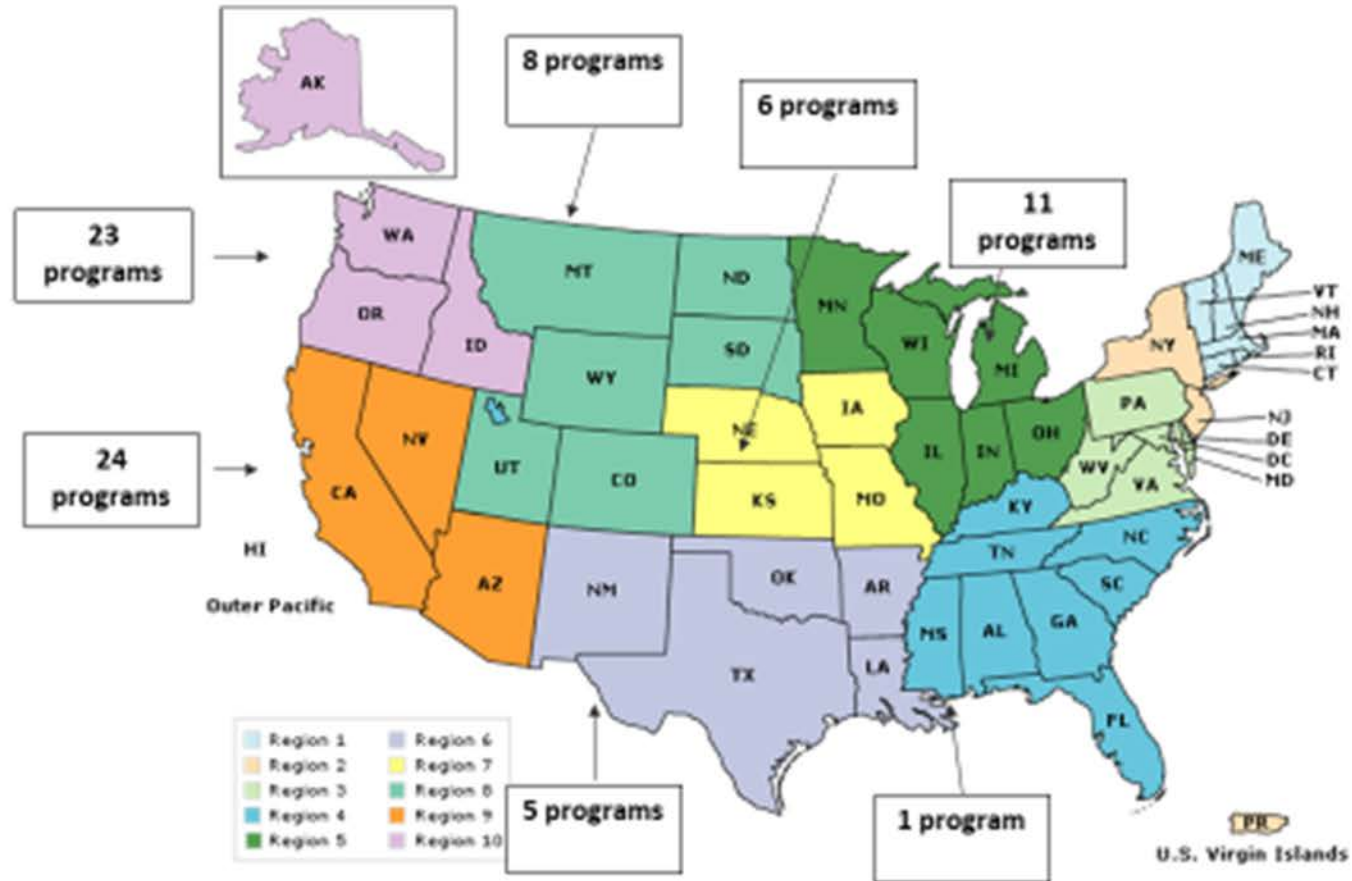 AK
8 programs
6 programs
11
programs
23
programs
WA
MT
ND
MN
ME
VT
NH
MA
RI
CT
OR
ID
SD
WI
MI
NY
WY
IA
PA
NE
NJ
DE
DC
MD
24
programs
NV
UT
CO
IL
IN
OH
WV
VA
CA
KS
MO
KY
HI
AZ
NM
OK
AR
TN
NC
SC
Outer Pacific
TX
LA
MS
AL
GA
FL
Region 1
Region 2
Region 3
Region 4
Region 5
Region 6
Region 7
Region 8
Region 9
Region 10
5 programs
1 program
PR
U.S. Virgin Islands